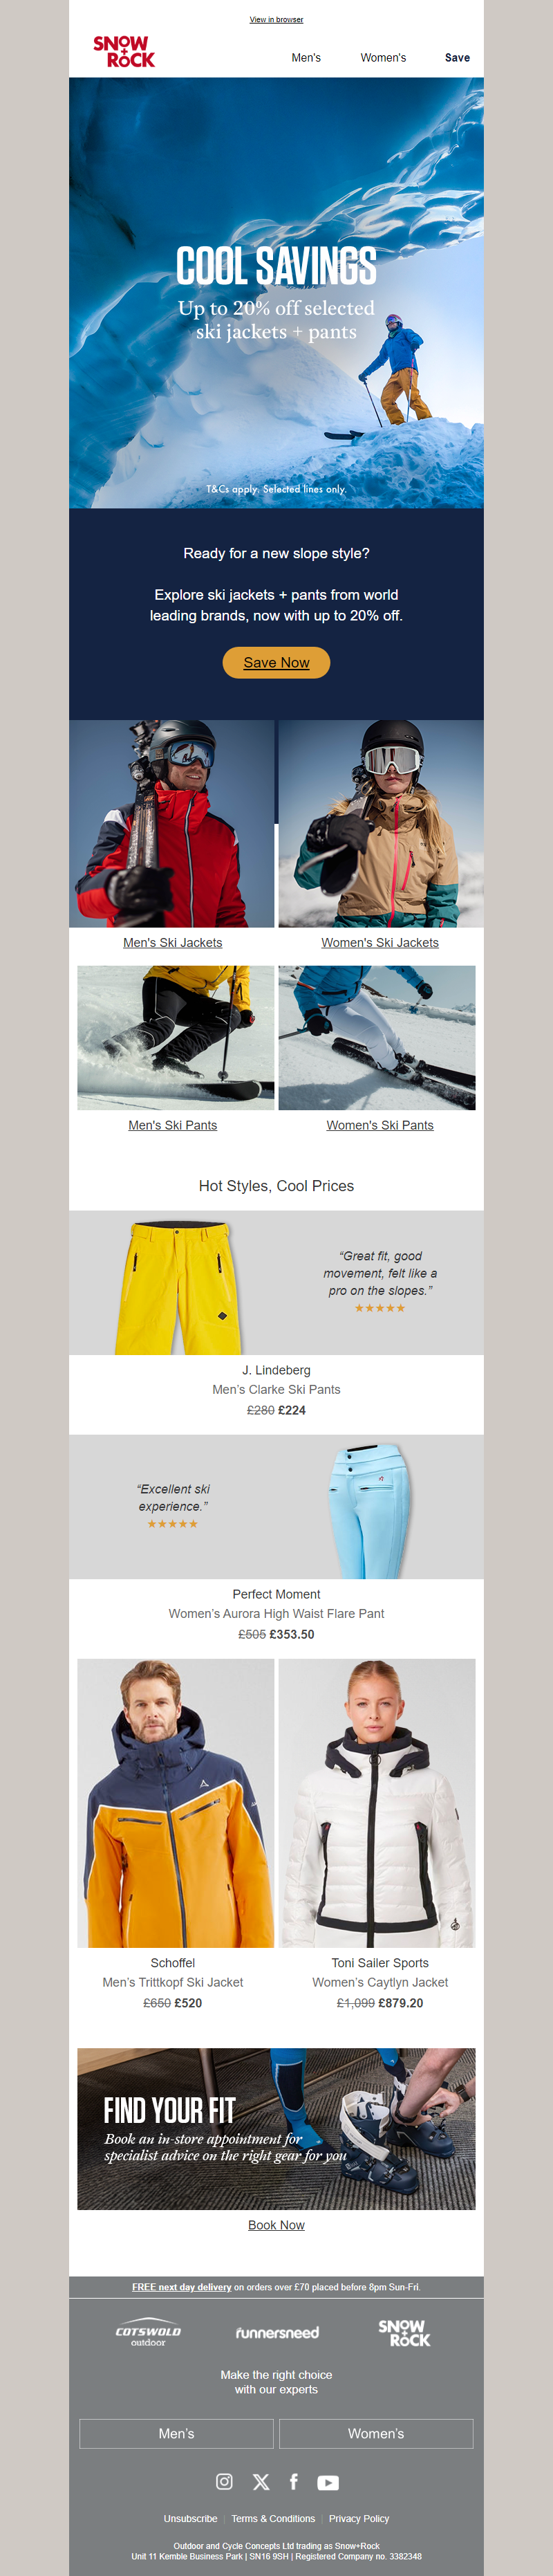 View in browser
SNOW
+
ROCK
Men's Women's Save
COOL SAVINGS
Up to 20% off selected
ski jackets + pants
T&Cs apply. Selected lines only.
Ready for a new slope style?
Explore ski jackets + pants from world
leading brands, now with up to 20% off.
Save Now
Men's Ski Jackets
Women's Ski Jackets
Men's Ski Pants
Women's Ski Pants
Hot Styles, Cool Prices
“Great fit, good
movement, felt like a
pro on the slopes.”
J. Lindeberg
Men’s Clarke Ski Pants
£280 £224
“Excellent ski
experience.”
Perfect Moment
Women’s Aurora High Waist Flare Pant
£505 £353.50
Schoffel
Men’s Trittkopf Ski Jacket
£650 £520
Toni Sailer Sports
Women’s Caytlyn Jacket
£1,099 £879.20
FIND YOUR FIT
Book an in-store appointment for
specialist advice on the right gear for you
Book Now
FREE next day delivery on orders over £70 placed before 8pm Sun-Fri.
COTSWOLD
outdoor
runnersneed
SNOW
+
ROCK
Make the right choice
with our experts
Men’s
Women’s
Unsubscribe | Terms & Conditions | Privacy Policy
Outdoor and Cycle Concepts Ltd trading as Snow+Rock
Unit 11 Kemble Business Park | SN16 9SH | Registered Company no. 3382348